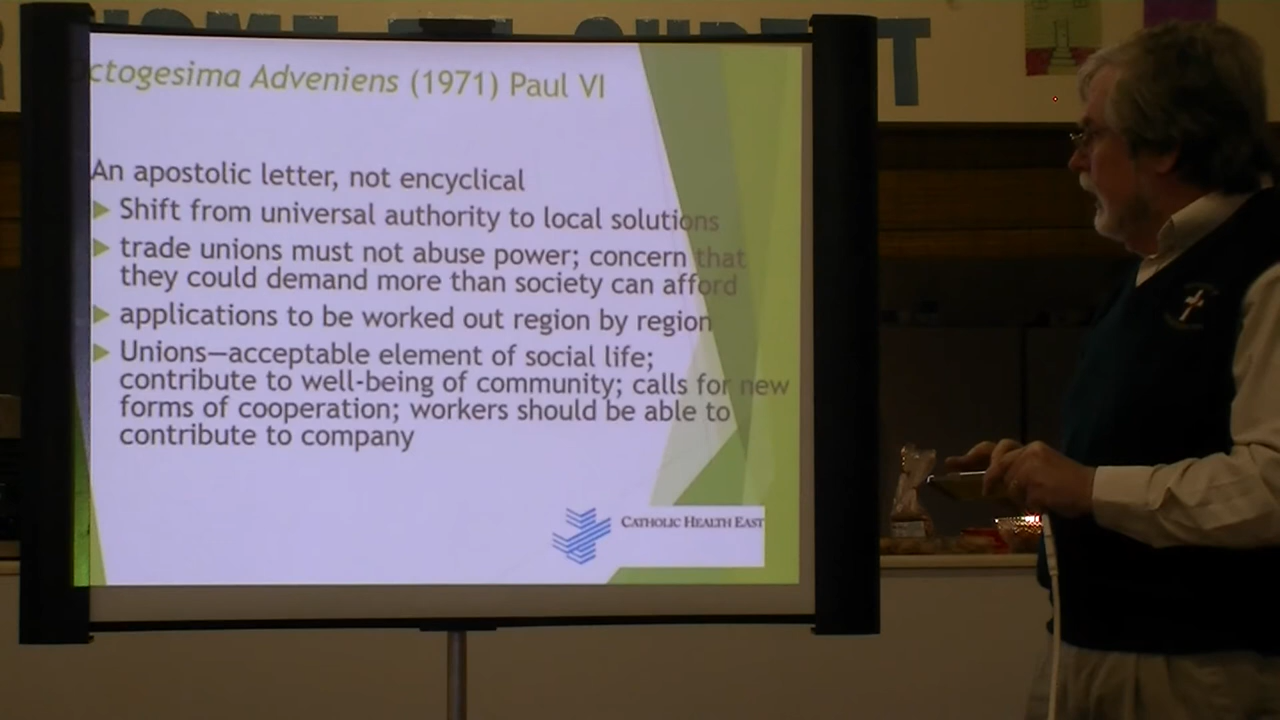 ctogesima Adveniens (1971) Paul VI
An apostolic letter, not encyclical
Shift from universal authority to local solutions
trade unions must not abuse power; concern that
they could demand more than society can afford
applications to be worked out region by region
Unions—acceptable element of social life;
contribute to well-being of community; calls for new
forms of cooperation; workers should be able to
contribute to company
CATHOLIC HEALTH EAST